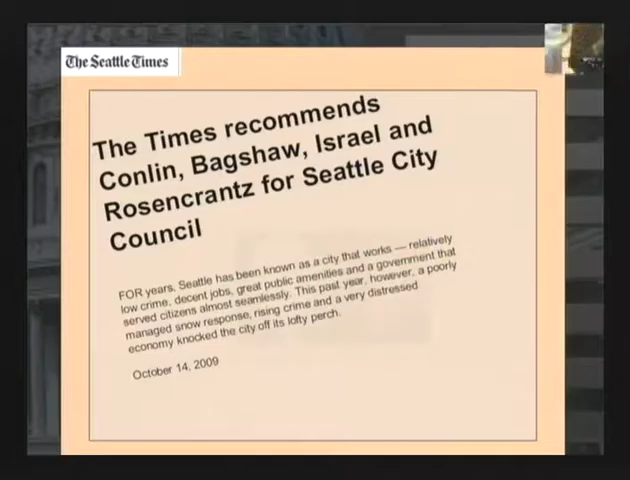 The Seattle Times
The Times recommends
Conlin, Bagshaw, Israel and
Rosencrantz for Seattle City
Council
FOR years, Seattle has been known as a city that works — relatively
low crime, decent jobs, great public amenities and a government that
served citizens almost seamlessly. This past year, however, a poorly
managed snow response, rising crime and a very distressed
economy knocked the city off its lofty perch.
October 14, 2009